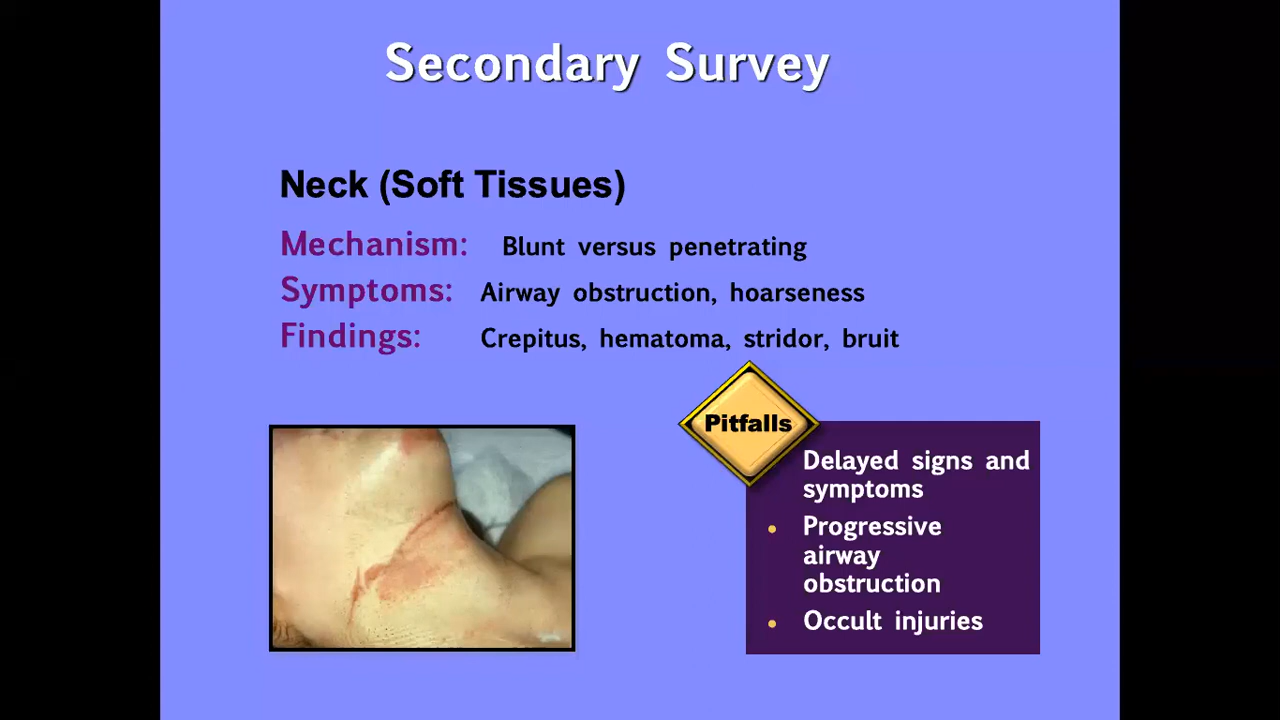 Secondary Survey
Neck (Soft Tissues)
Mechanism: Blunt versus penetrating
Symptoms: Airway obstruction, hoarseness
Findings: Crepitus, hematoma, stridor, bruit
Pitfalls
Delayed signs and
symptoms
• Progressive
airway
obstruction
• Occult injuries